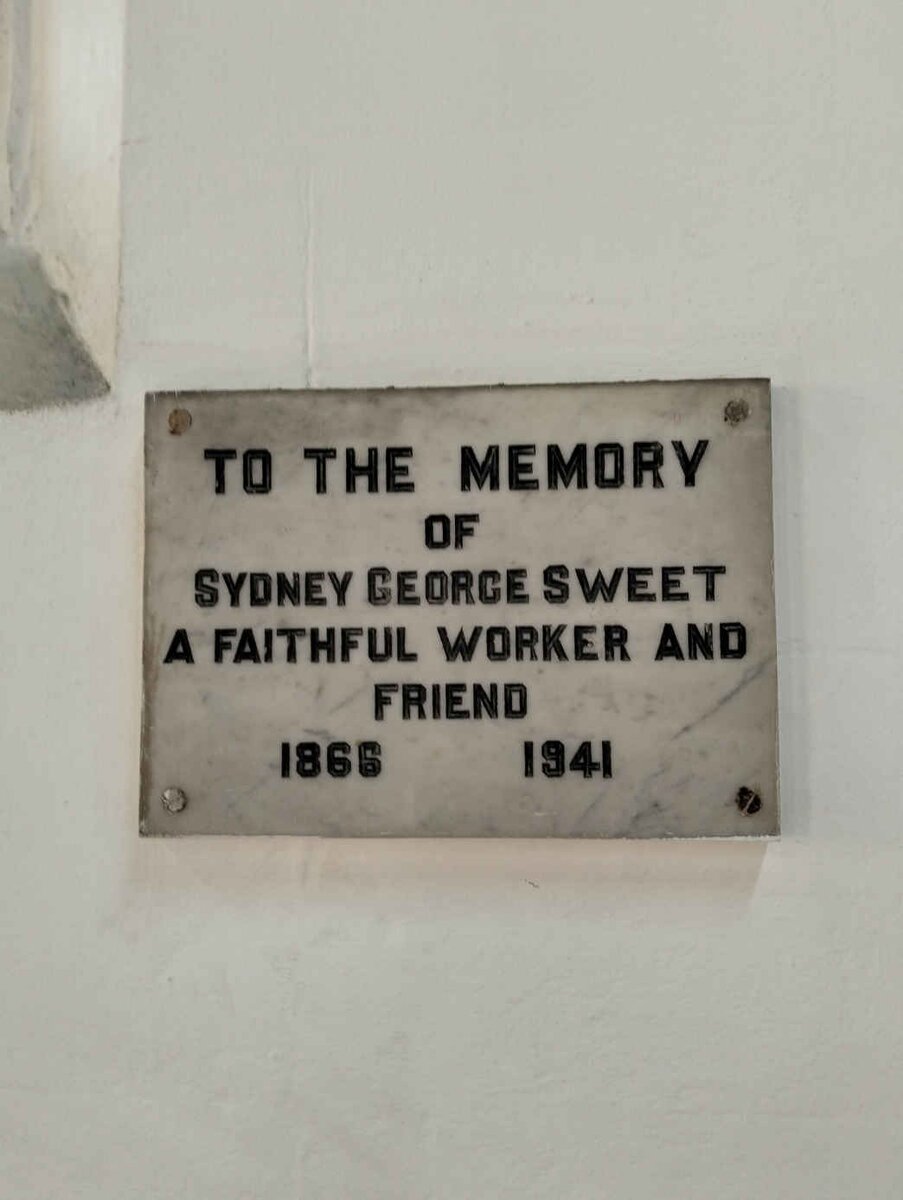 TO THE MEMORY
OF
SYDNEY GEORGE SWEET
A FAITHFUL WORKER AND
FRIEND
1866 1941